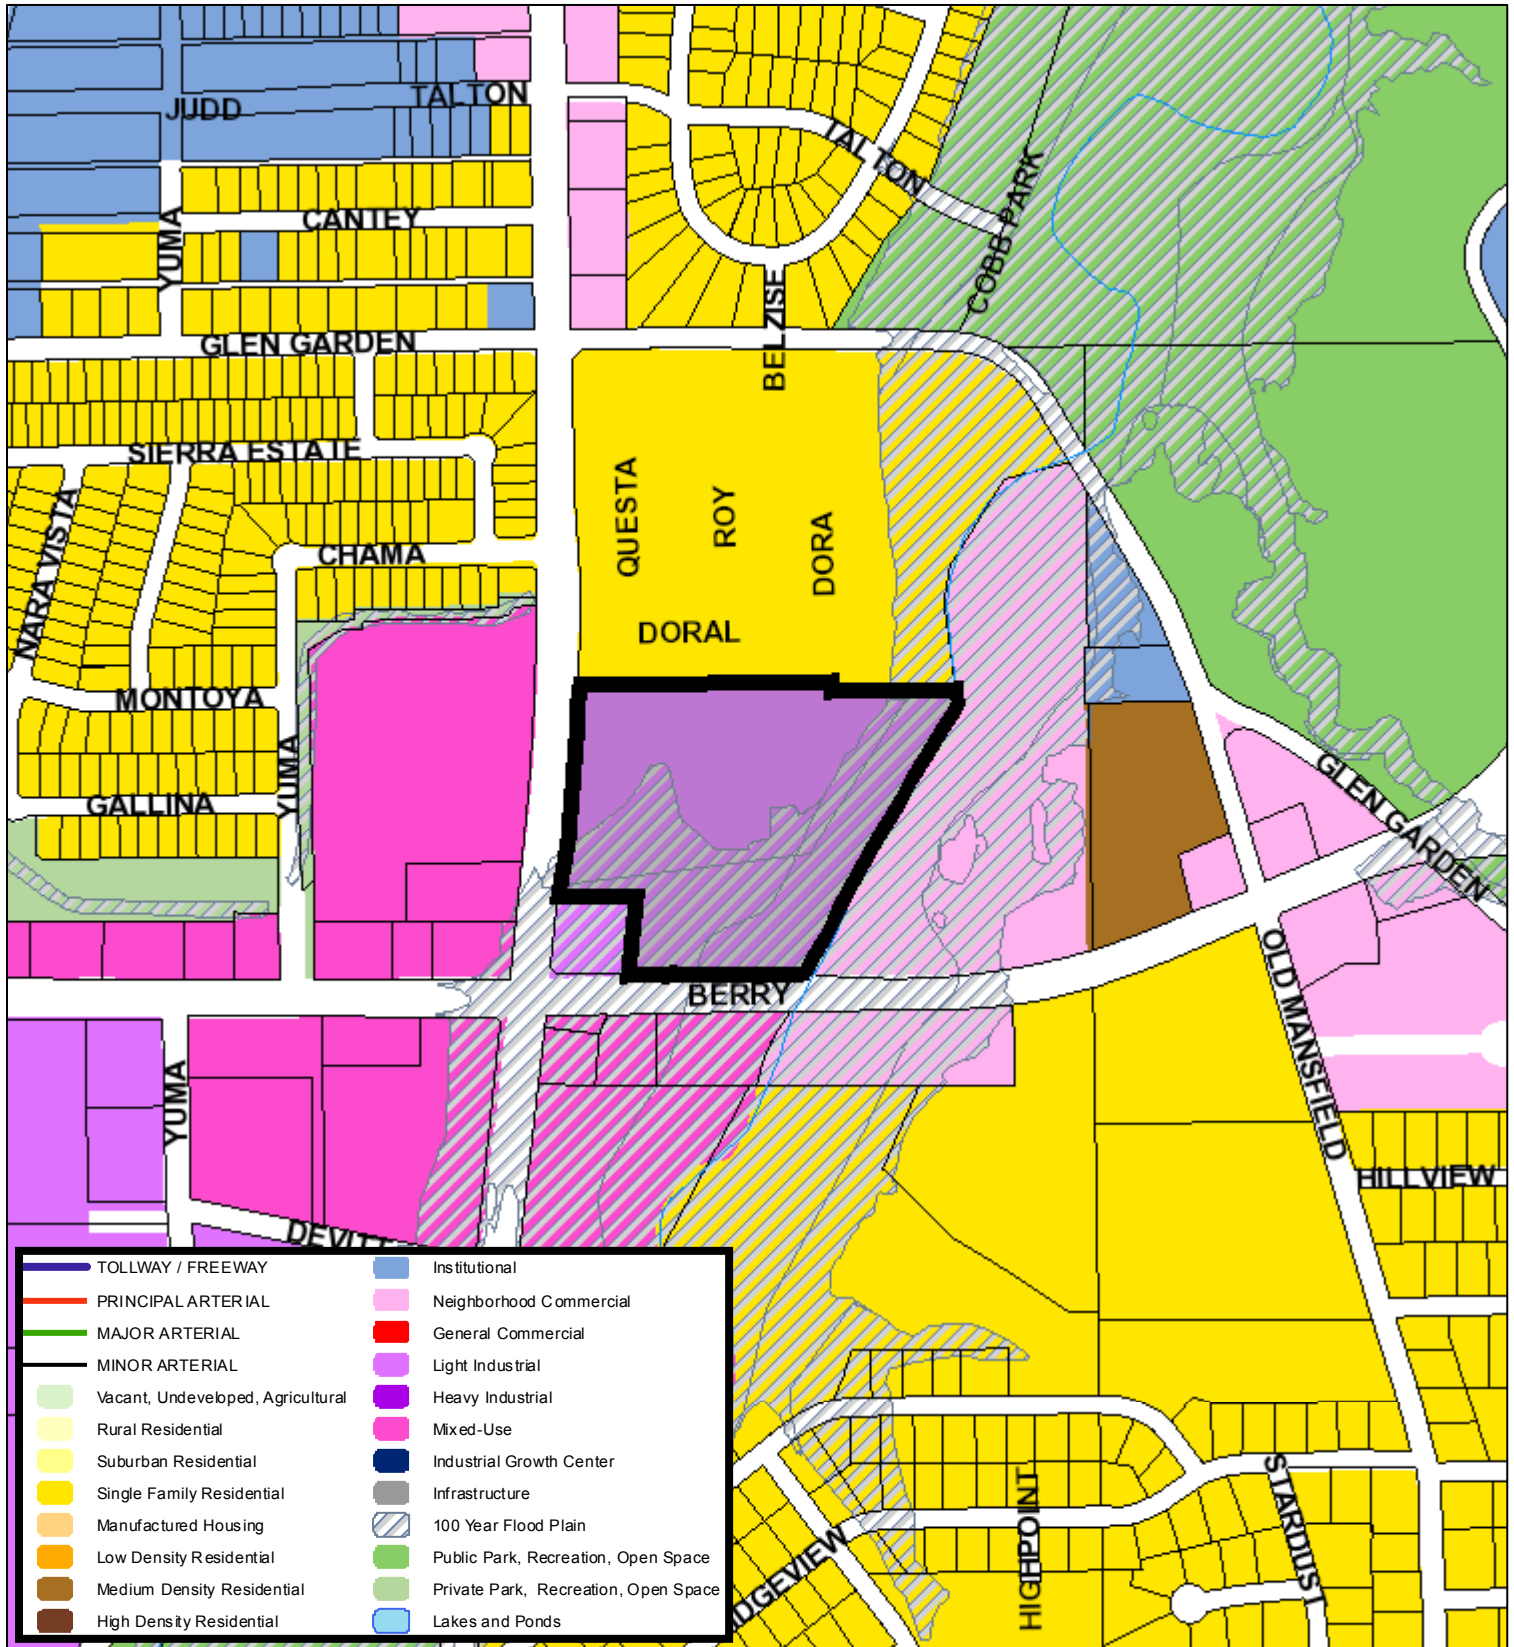 JUDD
TALTON
TALTON
COBB PARK
YUMA
CANTEY
BELZISE
GLEN GARDEN
SIERRA ESTATE
NARA VISTA
CHAMA
QUESTA
ROY
DORA
DORAL
MONTOYA
YUMA
GALLINA
GLEN GARDEN
BERRY
OLD MANSFIELD
YUMA
HILLVIEW
DEVITT
HIGHPOINT
STARDUST
DGEVIEW
TOLLWAY / FREEWAY
PRINCIPAL ARTERIAL
MAJOR ARTERIAL
MINOR ARTERIAL
Vacant, Undeveloped, Agricultural
Rural Residential
Suburban Residential
Single Family Residential
Manufactured Housing
Low Density Residential
Medium Density Residential
High Density Residential
Institutional
Neighborhood Commercial
General Commercial
Light Industrial
Heavy Industrial
Mixed-Use
Industrial Growth Center
Infrastructure
100 Year Flood Plain
Public Park, Recreation, Open Space
Private Park, Recreation, Open Space
Lakes and Ponds